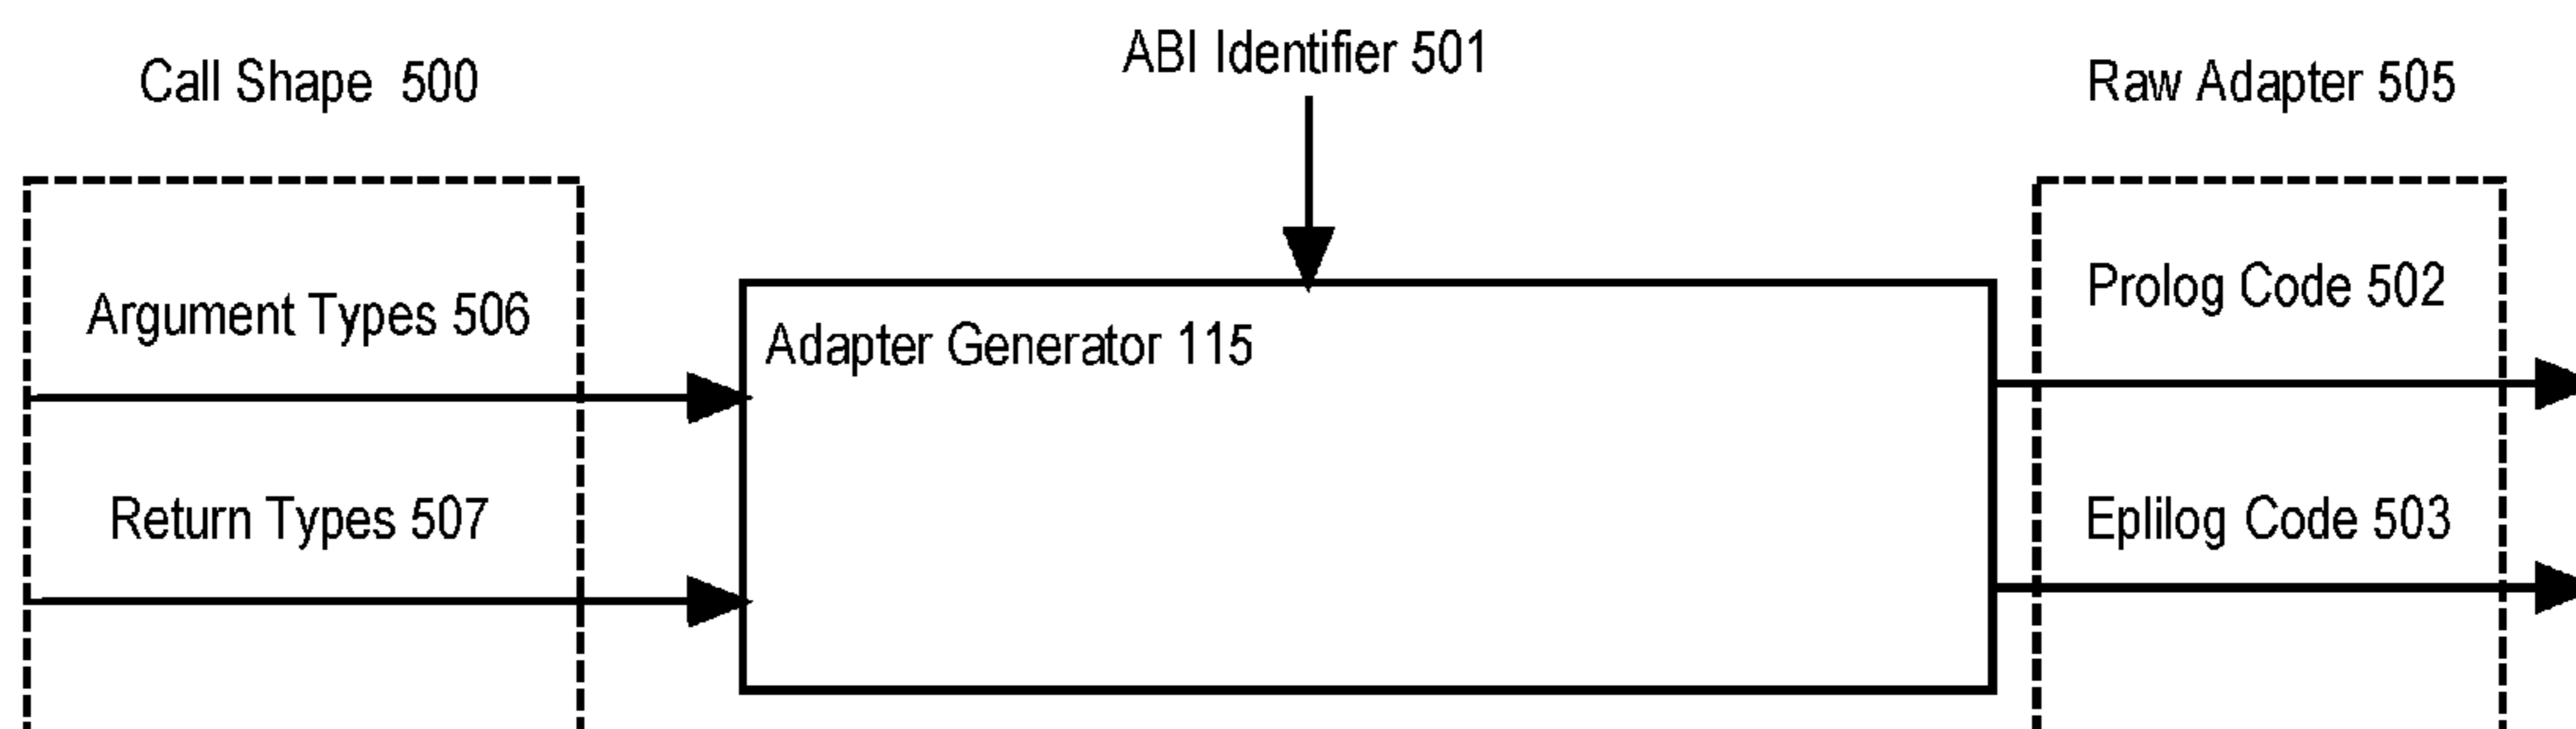 ABI Identifier 501
Call Shape 500
Raw Adapter 505
Argument Types 506
Prolog Code 502
Adapter Generator 115
Return Types 507
Eplilog Code 503